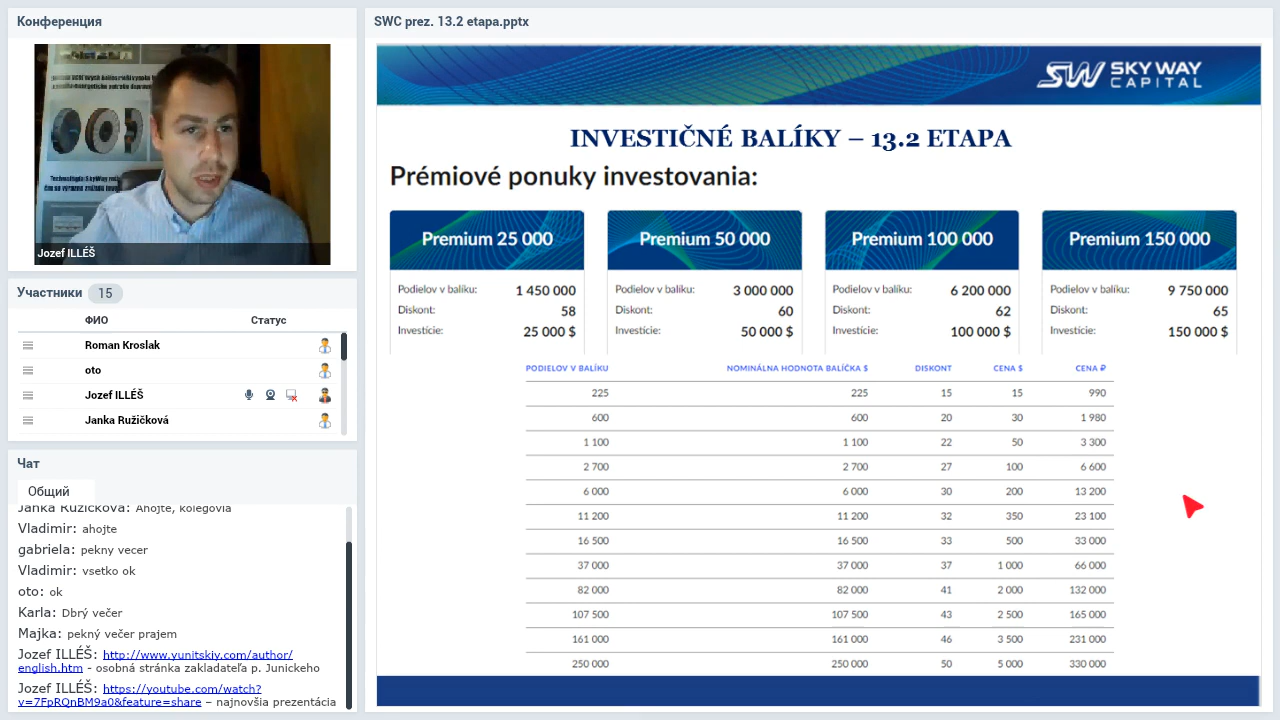 Конференция
Jozef ILLÉŠ
Участники 15
ФИО Статус
Roman Kroslak
oto
Jozef ILLÉŠ
Janka Ružičková
Чат
Общий
Janka Ružičková: Ahojte, kolegovia
Vladimir: ahojte
gabriela: pekny vecer
Vladimir: vsetko ok
oto: ok
Karla: Dbrý večer
Majka: pekný večer prajem
Jozef ILLÉŠ: http://www.yunitskiy.com/author/
english.htm - osobná stránka zakladateľa p. Junickeho
Jozef ILLÉŠ: https://youtube.com/watch?
v=7FpRQnBM9a0&feature=share – najnovšia prezentácia
SWC prez. 13.2 etapa.pptx
SW SKY WAY
CAPITAL
INVESTIČNÉ BALÍKY – 13.2 ETAPA
Prémiové ponuky investovania:
Premium 25 000
Podielov v balíku: 1 450 000
Diskont: 58
Investície: 25 000 $
Premium 50 000
Podielov v balíku: 3 000 000
Diskont: 60
Investície: 50 000 $
Premium 100 000
Podielov v balíku: 6 200 000
Diskont: 62
Investície: 100 000 $
Premium 150 000
Podielov v balíku: 9 750 000
Diskont: 65
Investície: 150 000 $
PODIELOV V BALÍKU NOMINÁLNA HODNOTA BALÍČKA $ DISKONT CENA $ CENA ₽
225 225 15 15 990
600 600 20 30 1 980
1 100 1 100 22 50 3 300
2 700 2 700 27 100 6 600
6 000 6 000 30 200 13 200
11 200 11 200 32 350 23 100
16 500 16 500 33 500 33 000
37 000 37 000 37 1 000 66 000
82 000 82 000 41 2 000 132 000
107 500 107 500 43 2 500 165 000
161 000 161 000 46 3 500 231 000
250 000 250 000 50 5 000 330 000